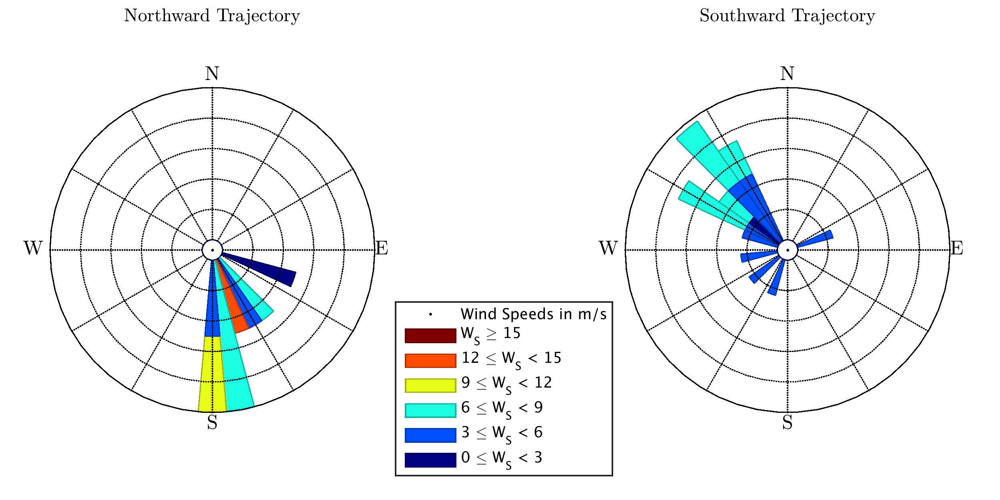 Northward Trajectory
Southward Trajectory
N
N
W
E
W
E
S
S
Wind Speeds in m/s
W_S ≥ 15
12 ≤ W_S < 15
9 ≤ W_S < 12
6 ≤ W_S < 9
3 ≤ W_S < 6
0 ≤ W_S < 3